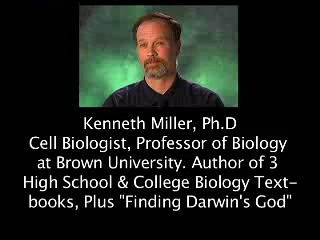 Kenneth Miller, Ph.D
Cell Biologist, Professor of Biology
at Brown University. Author of 3
High School & College Biology Text-
books, Plus "Finding Darwin's God"